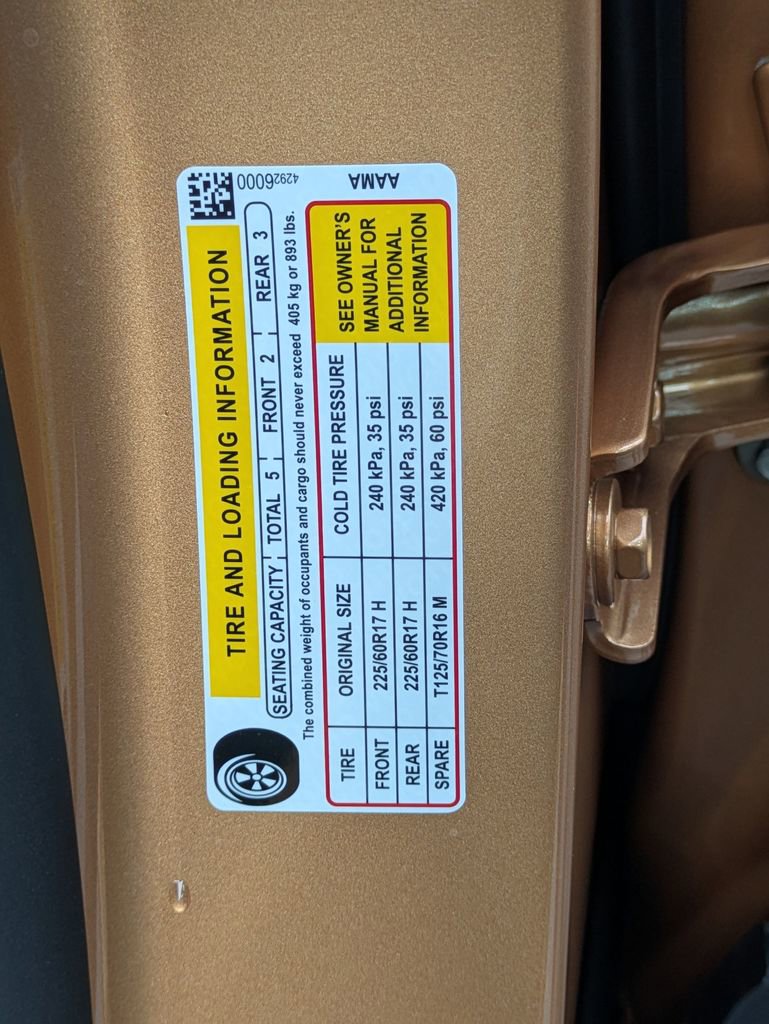 TIRE AND LOADING INFORMATION
SEATING CAPACITY TOTAL 5 FRONT 2 REAR 3
The combined weight of occupants and cargo should never exceed 405 kg or 893 lbs.
TIRE ORIGINAL SIZE COLD TIRE PRESSURE
FRONT 225/60R17 H 240 kPa, 35 psi
REAR 225/60R17 H 240 kPa, 35 psi
SPARE T125/70R16 M 420 kPa, 60 psi
SEE OWNER'S
MANUAL FOR
ADDITIONAL
INFORMATION
42926000
AAMA